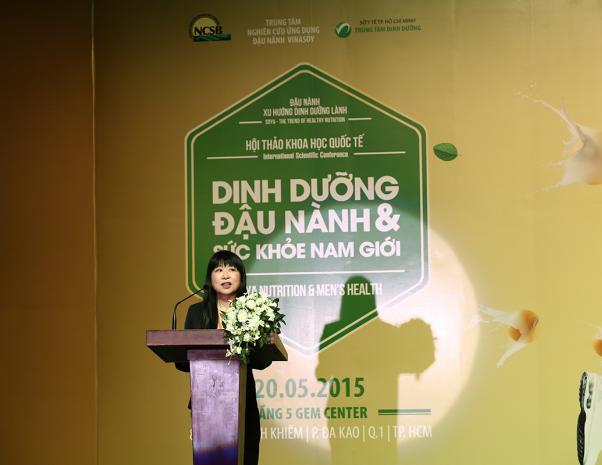 NCSB
TRUNG TÂM
NGHIÊN CỨU ỨNG DỤNG
ĐẬU NÀNH VINASOY
SỞ Y TẾ TP. HỒ CHÍ MINH
TRUNG TÂM DINH DƯỠNG
ĐẬU NÀNH
XU HƯỚNG DINH DƯỠNG LÀNH
SOYA - THE TREND OF HEALTHY NUTRITION
HỘI THẢO KHOA HỌC QUỐC TẾ
International Scientific Conference
DINH DƯỠNG
ĐẬU NÀNH &
SỨC KHỎE NAM GIỚI
YA NUTRITION & MEN'S HEALTH
20.05.2015
5 GEM CENTER
KHIÊM | P. ĐA KAO | Q.1 | TP. HCM